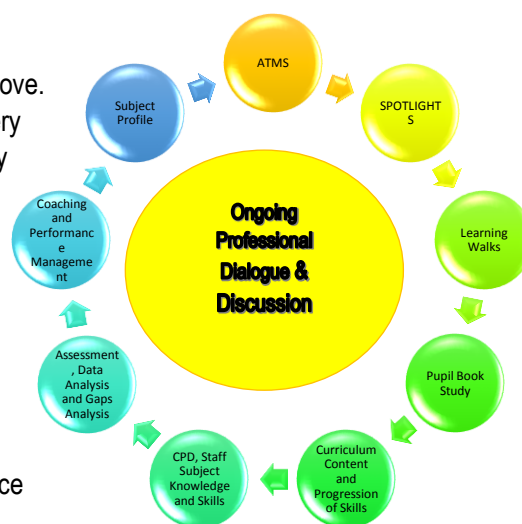 ove.
ery
y
ce
ATMS
SPOTLIGHT
S
Learning
Walks
Pupil Book
Study
Curriculum
Content
and
Progression
of Skills
CPD, Staff
Subject
Knowledge
and Skills
Assessment
, Data
Analysis
and Gaps
Analysis
Coaching
and
Performanc
e
Manageme
nt
Subject
Profile
Ongoing
Professional
Dialogue &
Discussion